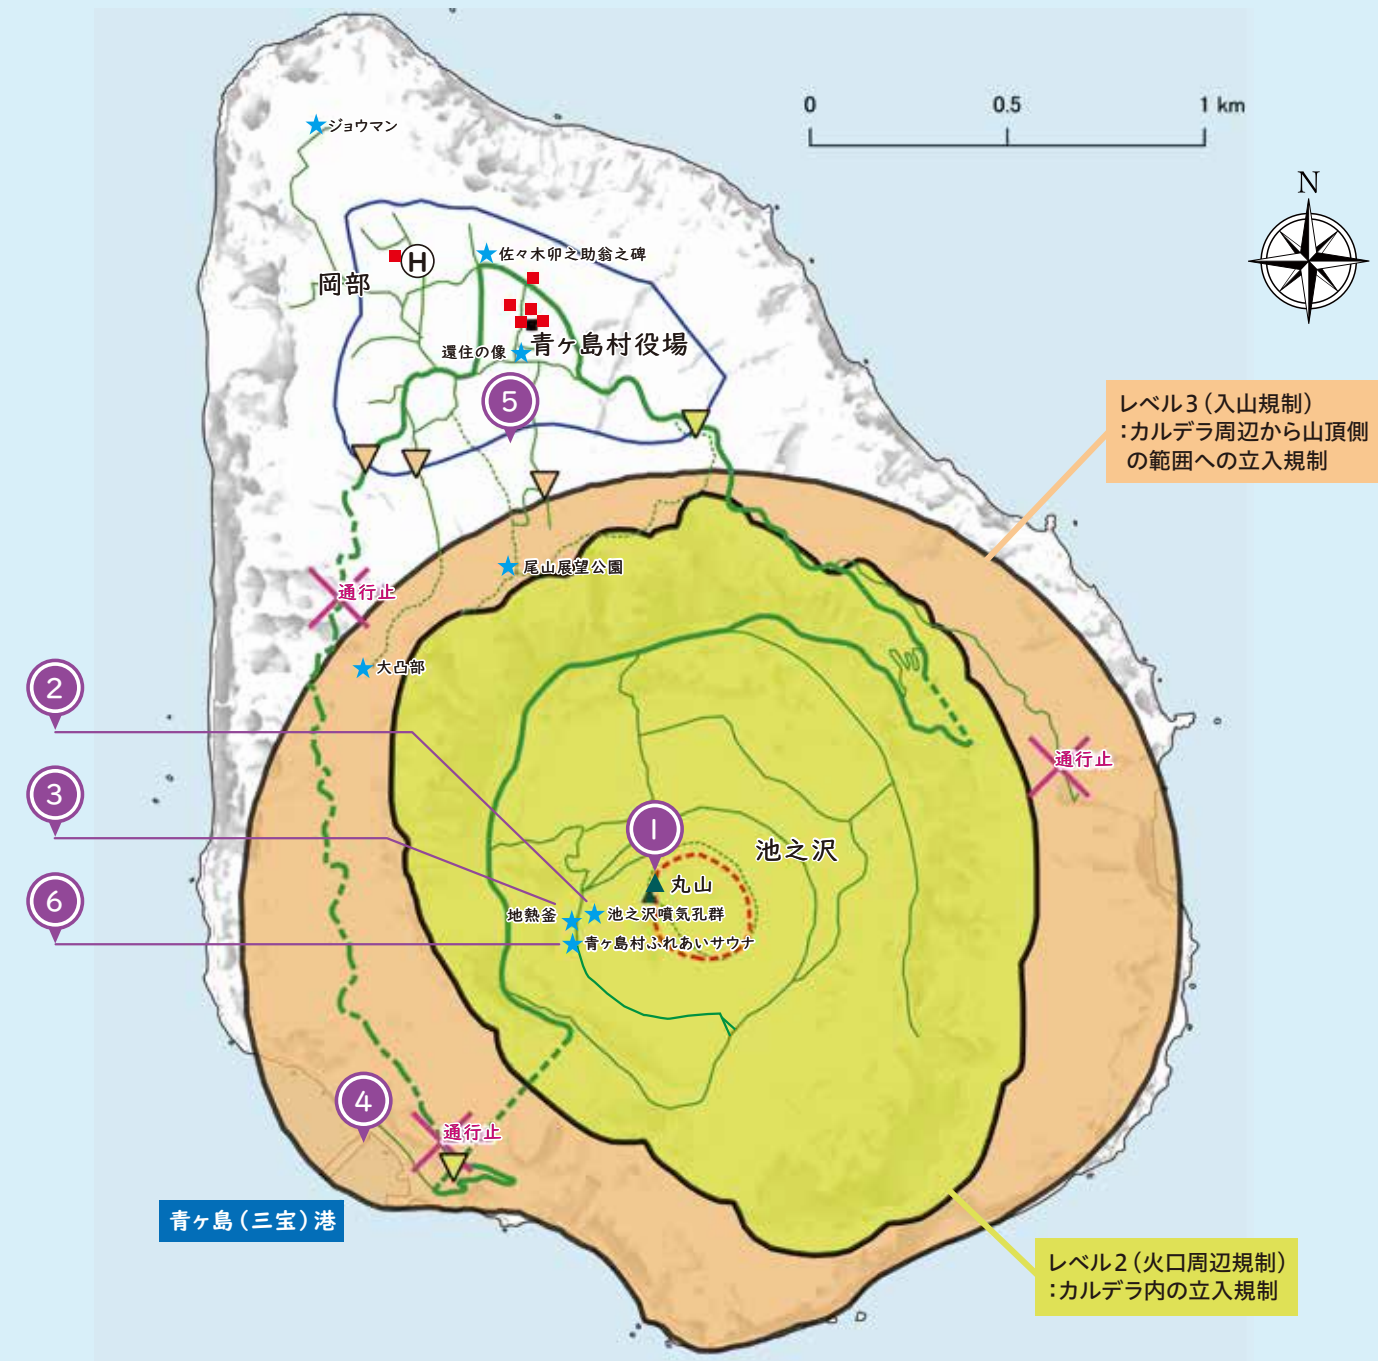 ジョウマン
0 0.5 1 km
N
佐々木卯之助翁之碑
H
岡部
青ヶ島村役場
還住の像
5
レベル3（入山規制）
：カルデラ周辺から山頂側
の範囲への立入規制
尾山展望公園
通行止
大凸部
2
通行止
3
1
池之沢
丸山
6
地熱釜
池之沢噴気孔群
青ヶ島村ふれあいサウナ
4
通行止
青ヶ島（三宝）港
レベル2（火口周辺規制）
：カルデラ内の立入規制